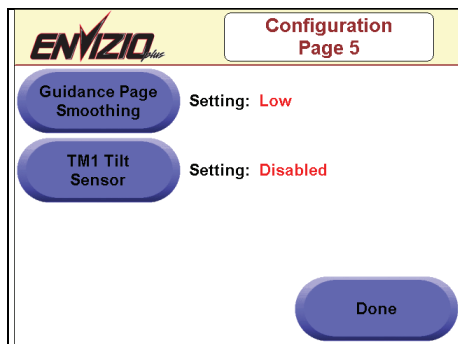 ENVIZIO plus
Configuration
Page 5
Guidance Page
Smoothing
Setting: Low
TM1 Tilt
Sensor
Setting: Disabled
Done